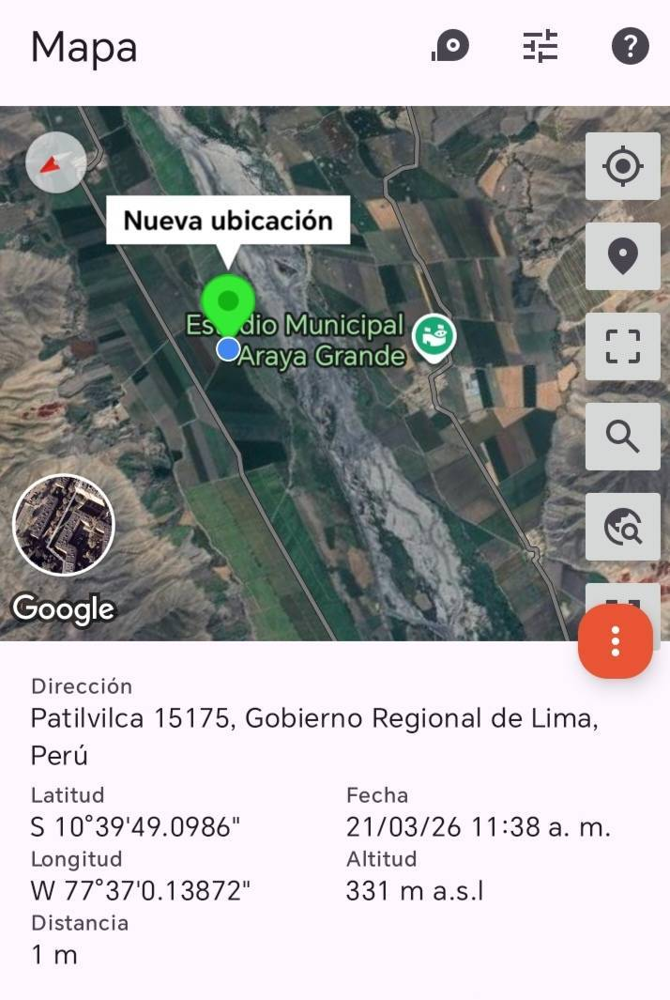 Mapa
Nueva ubicación
Estadio Municipal
Araya Grande
Google
Dirección
Patilvilca 15175, Gobierno Regional de Lima,
Perú
Latitud
S 10°39'49.0986"
Fecha
21/03/26 11:38 a. m.
Longitud
W 77°37'0.13872"
Altitud
331 m a.s.l
Distancia
1 m